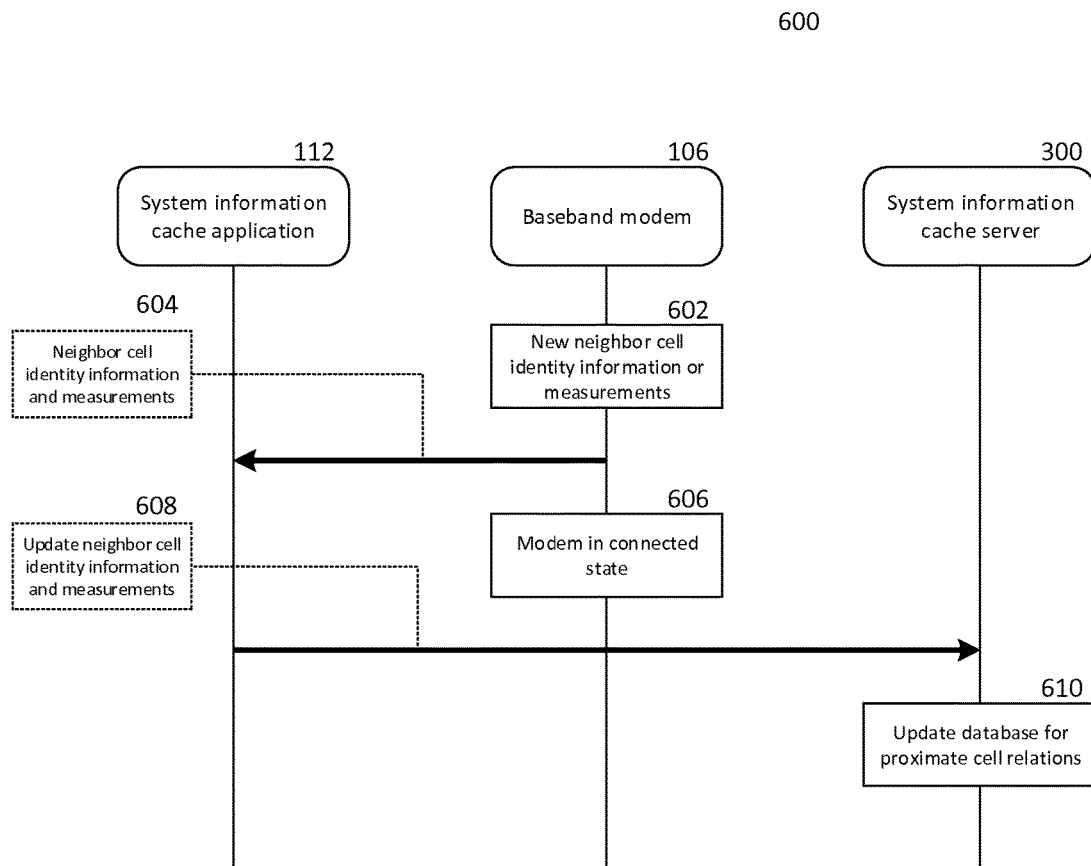 600
112
106
300
System information
cache application
Baseband modem
System information
cache server
604
Neighbor cell
identity information
and measurements
602
New neighbor cell
identity information or
measurements
608
Update neighbor cell
identity information
and measurements
606
Modem in connected
state
610
Update database for
proximate cell relations